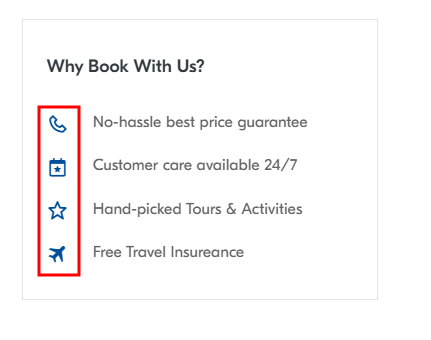 Why Book With Us?
No-hassle best price guarantee
Customer care available 24/7
Hand-picked Tours & Activities
Free Travel Insureance